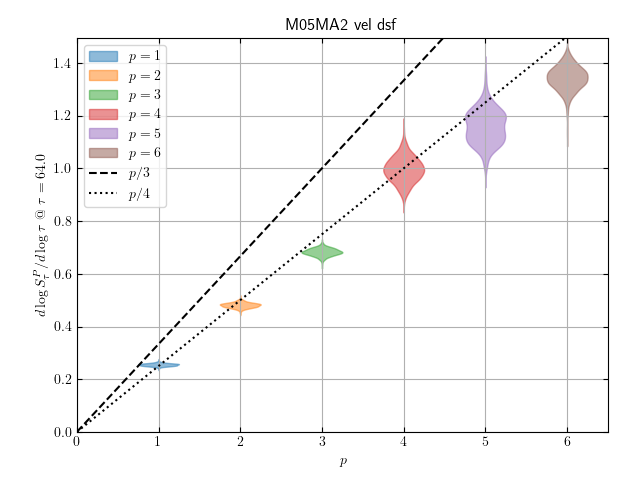 M05MA2 vel dsf
d log S_τ^P / d log τ @ τ = 64.0
1.4
1.2
1.0
0.8
0.6
0.4
0.2
0.0
p = 1
p = 2
p = 3
p = 4
p = 5
p = 6
p/3
p/4
0 1 2 3 4 5 6
p